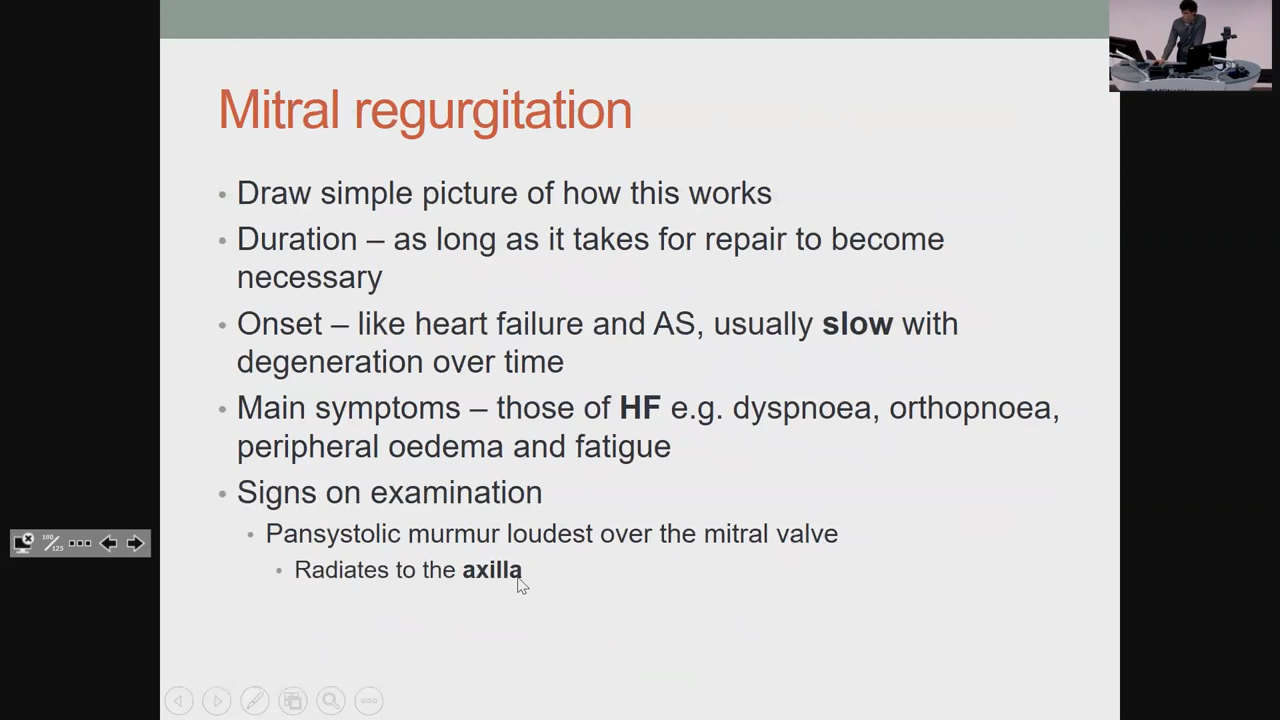 Mitral regurgitation
• Draw simple picture of how this works
• Duration – as long as it takes for repair to become
necessary
• Onset – like heart failure and AS, usually slow with
degeneration over time
• Main symptoms – those of HF e.g. dyspnoea, orthopnoea,
peripheral oedema and fatigue
• Signs on examination
• Pansystolic murmur loudest over the mitral valve
• Radiates to the axilla
100/125